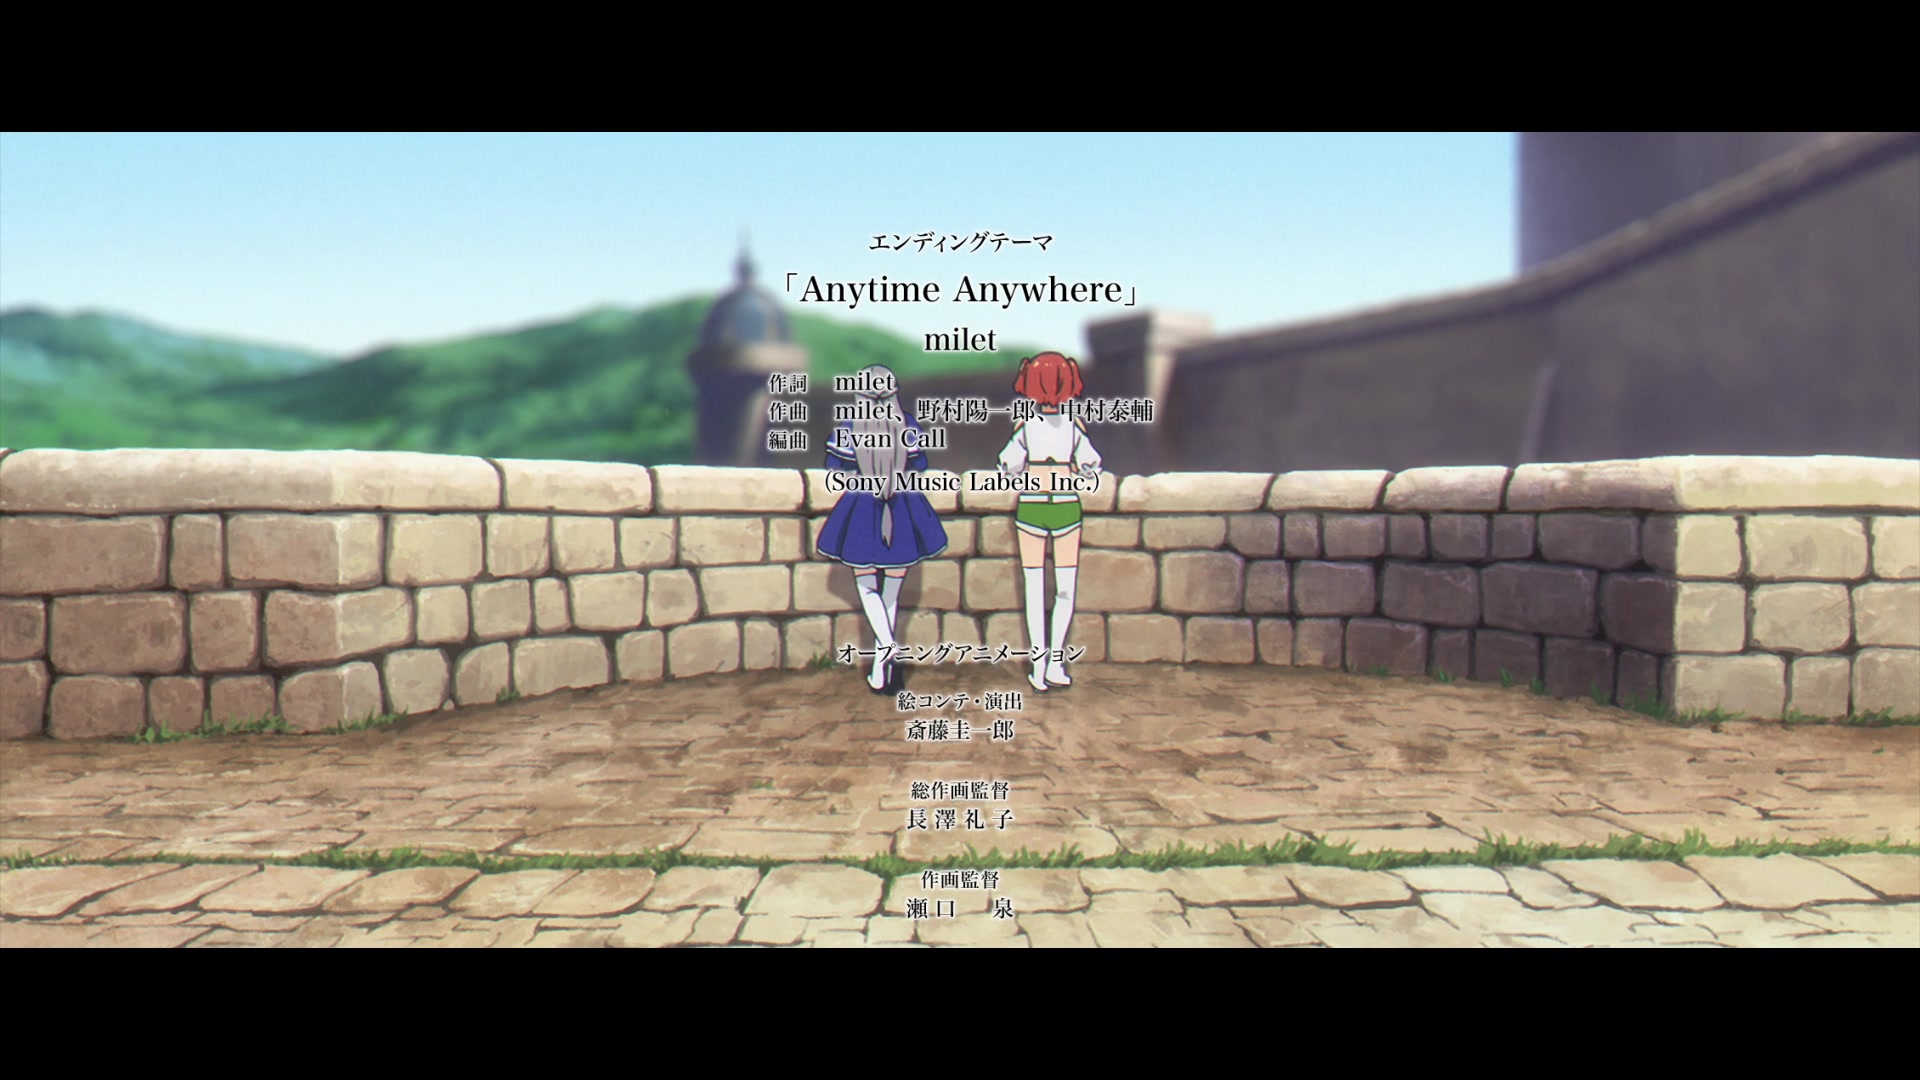 エンディングテーマ
「Anytime Anywhere」
milet
作詞 milet
作曲 milet、野村陽一郎、中村泰輔
編曲 Evan Call
(Sony Music Labels Inc.)
オープニングアニメーション
絵コンテ・演出
斎藤圭一郎
総作画監督
長澤礼子
作画監督
瀬口 泉